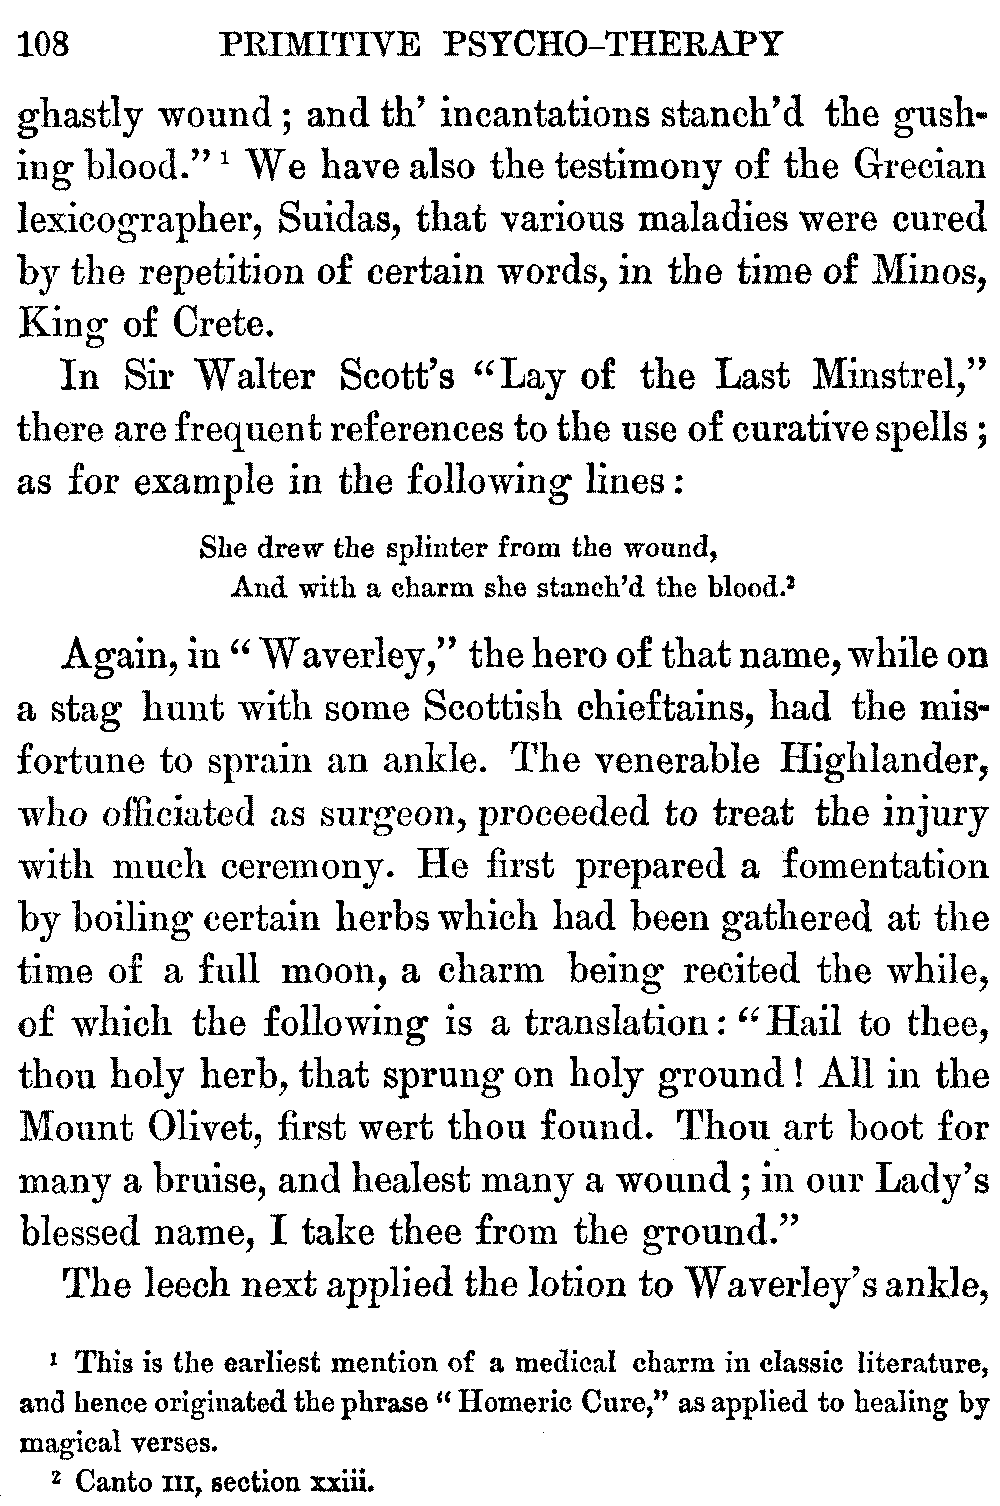 108 PRIMITIVE PSYCHO-THERAPY
ghastly wound ; and th' incantations stanch'd the gush-
ing blood." ¹ We have also the testimony of the Grecian
lexicographer, Suidas, that various maladies were cured
by the repetition of certain words, in the time of Minos,
King of Crete.
In Sir Walter Scott's "Lay of the Last Minstrel,"
there are frequent references to the use of curative spells ;
as for example in the following lines :
She drew the splinter from the wound,
And with a charm she stanch'd the blood.²
Again, in "Waverley," the hero of that name, while on
a stag hunt with some Scottish chieftains, had the mis-
fortune to sprain an ankle. The venerable Highlander,
who officiated as surgeon, proceeded to treat the injury
with much ceremony. He first prepared a fomentation
by boiling certain herbs which had been gathered at the
time of a full moon, a charm being recited the while,
of which the following is a translation : "Hail to thee,
thou holy herb, that sprung on holy ground ! All in the
Mount Olivet, first wert thou found. Thou art boot for
many a bruise, and healest many a wound ; in our Lady's
blessed name, I take thee from the ground."
The leech next applied the lotion to Waverley's ankle,
¹ This is the earliest mention of a medical charm in classic literature,
and hence originated the phrase "Homeric Cure," as applied to healing by
magical verses.
² Canto III, section xxiii.